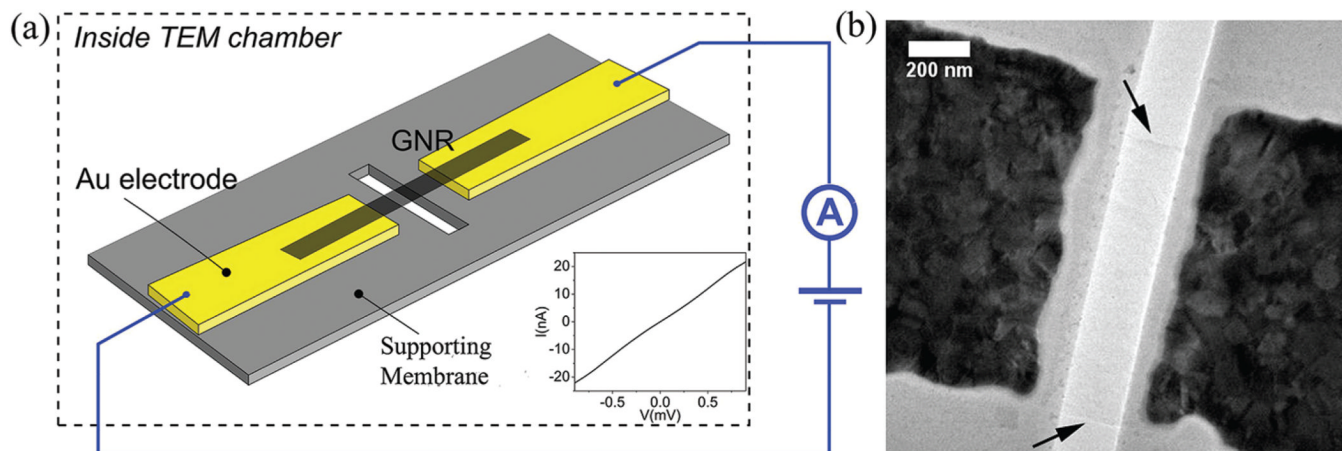 (a)
Inside TEM chamber
GNR
Au electrode
Supporting
Membrane
I(nA)
20
10
0
-10
-20
-0.5
0.0
0.5
V(mV)
A
(b)
200 nm